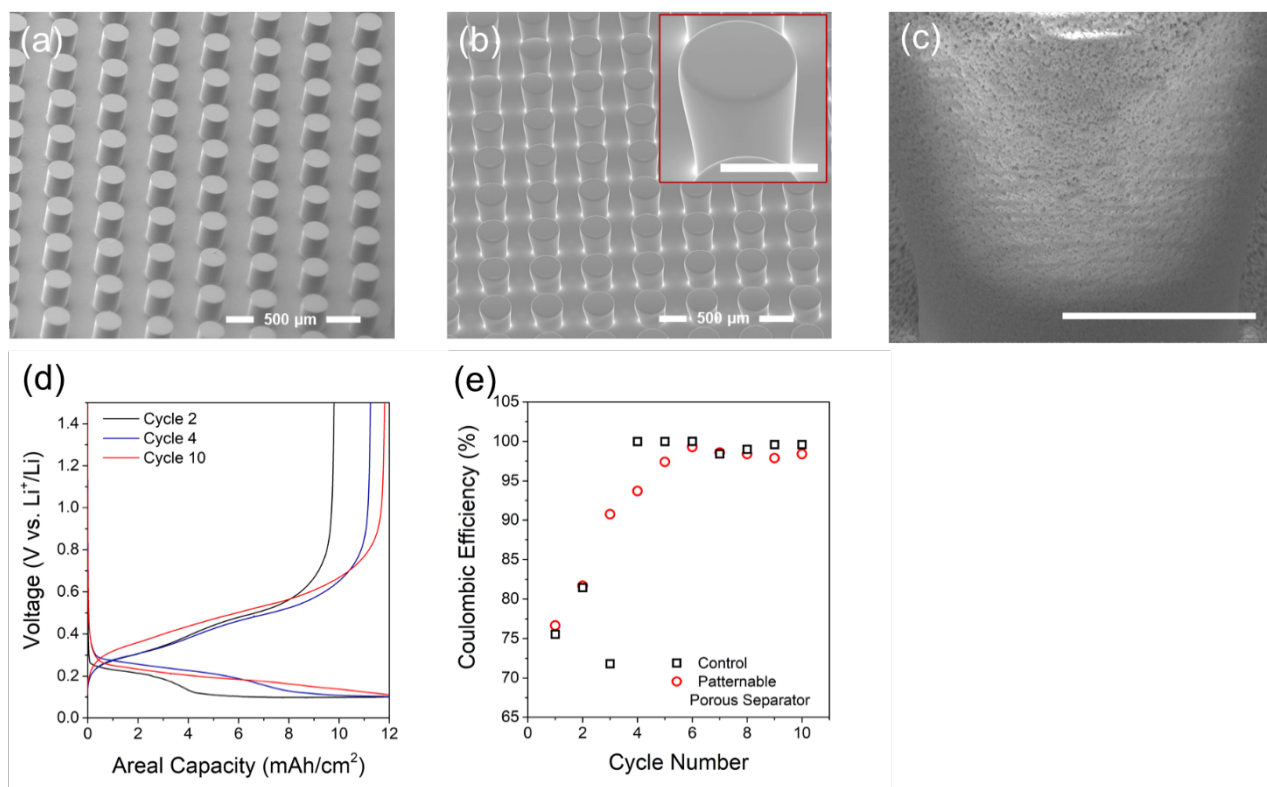 (a)
500 µm
(b)
500 µm
(c)
(d)
Cycle 2
Cycle 4
Cycle 10
Voltage (V vs. Li⁺/Li)
1.4
1.2
1.0
0.8
0.6
0.4
0.2
0.0
0 2 4 6 8 10 12
Areal Capacity (mAh/cm²)
(e)
Coulombic Efficiency (%)
105
100
95
90
85
80
75
70
65
Control
Patternable
Porous Separator
0 2 4 6 8 10
Cycle Number